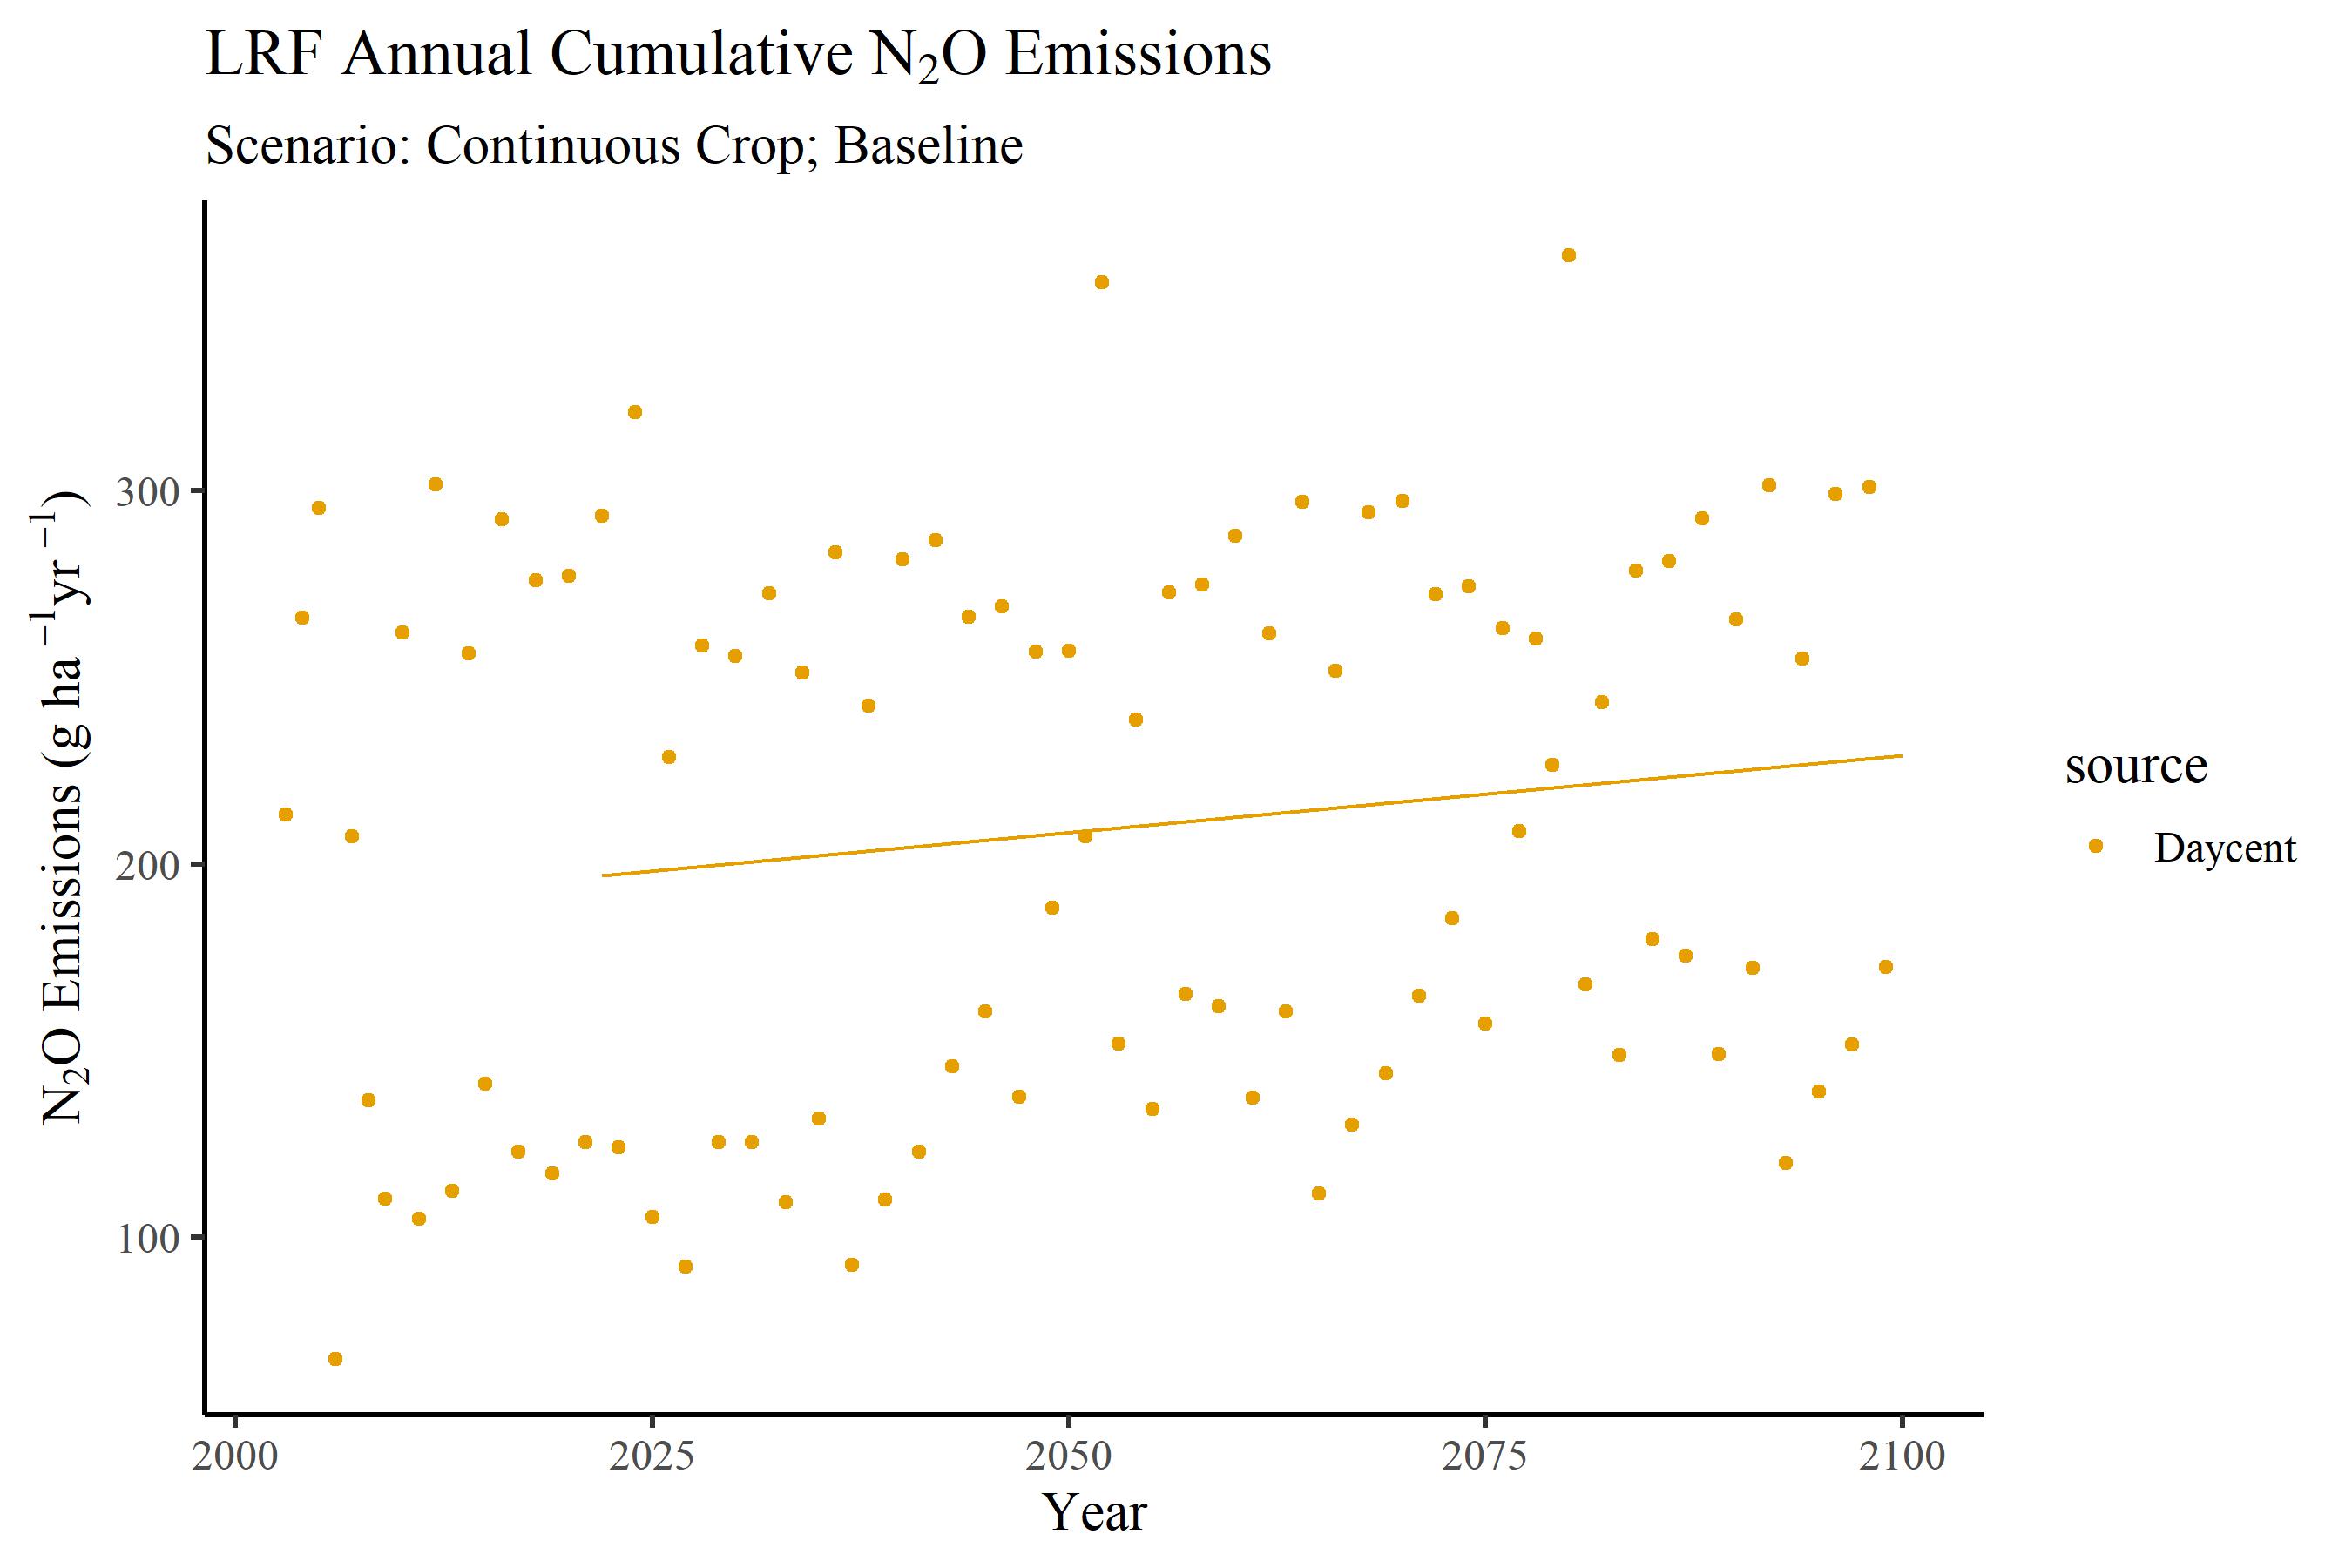 LRF Annual Cumulative N₂O Emissions
Scenario: Continuous Crop; Baseline
N₂O Emissions (g ha ⁻¹yr ⁻¹)
300
200
100
2000 2025 2050 2075 2100
Year
source
Daycent